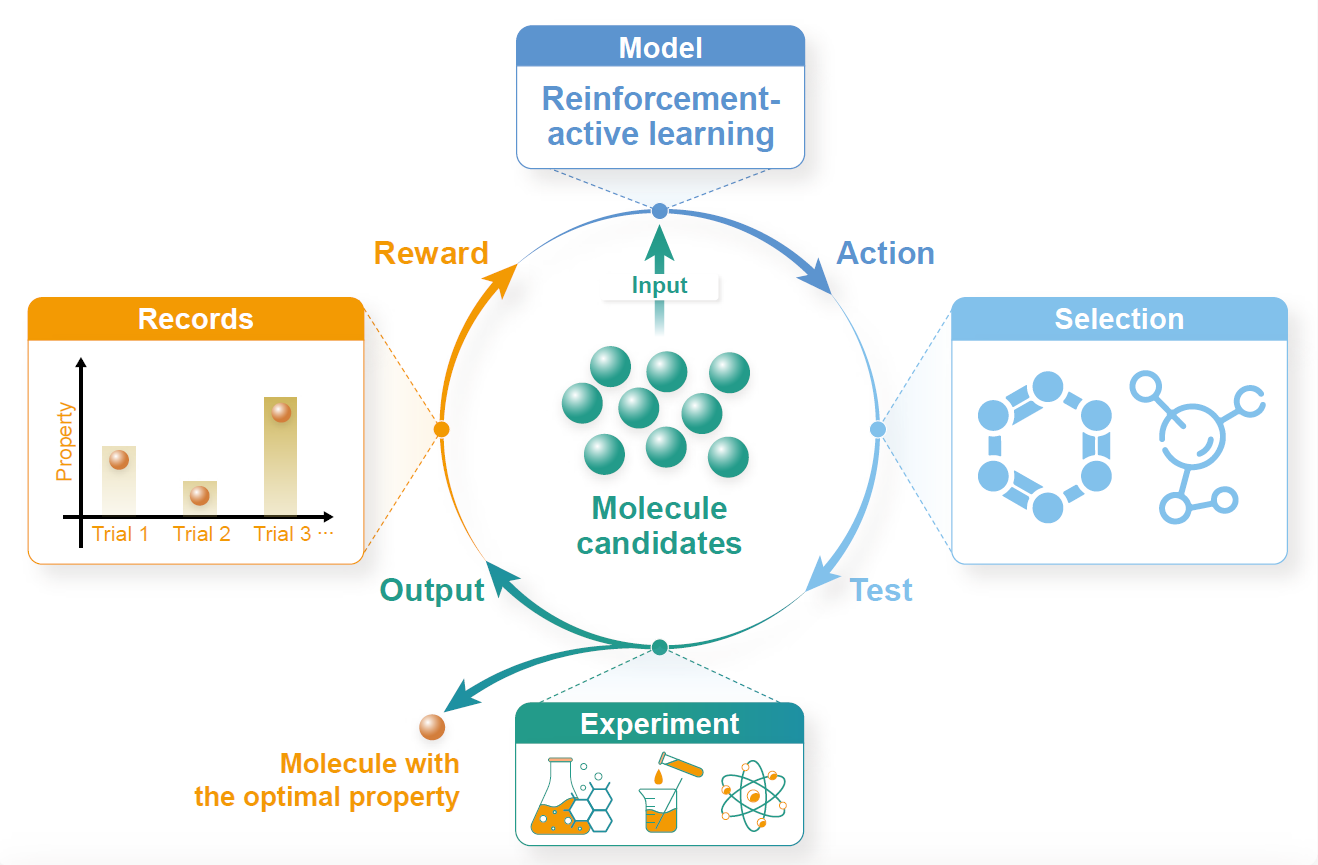 Model
Reinforcement-
active learning
Reward
Action
Input
Records
Property
Trial 1
Trial 2
Trial 3 ···
Selection
Molecule
candidates
Output
Test
Experiment
Molecule with
the optimal property